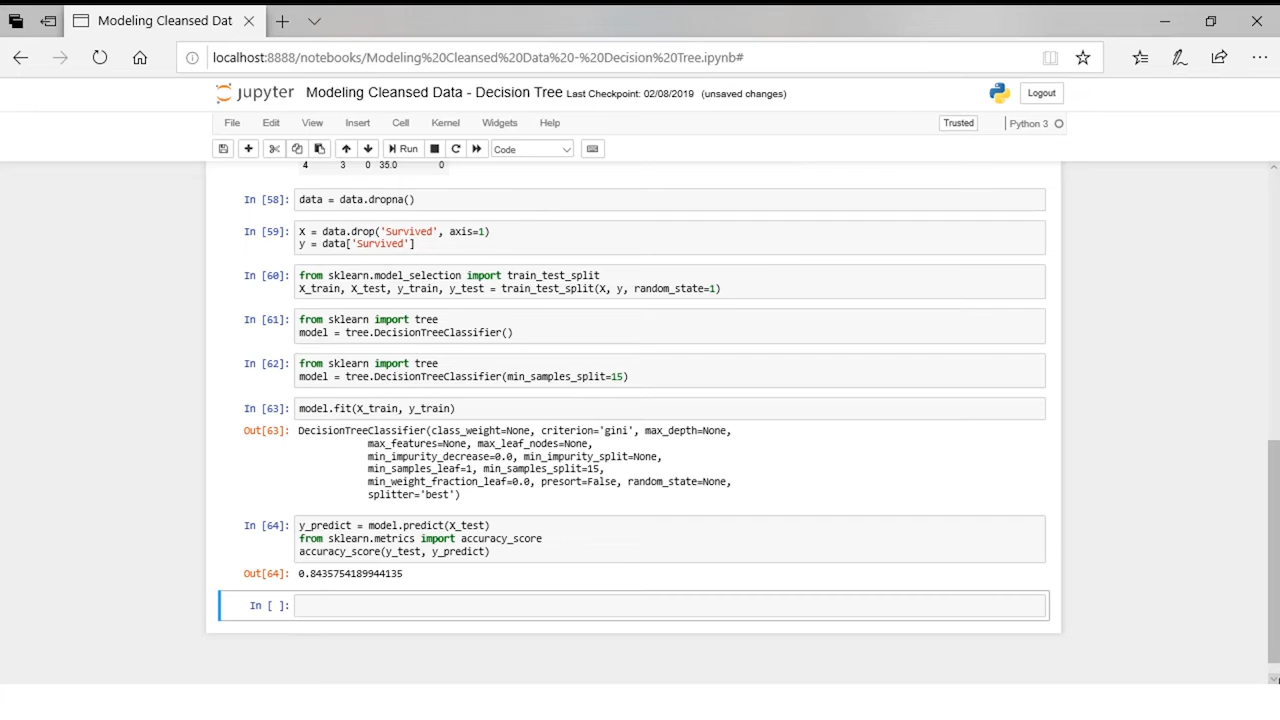 Modeling Cleansed Dat
localhost:8888/notebooks/Modeling%20Cleansed%20Data%20-%20Decision%20Tree.ipynb#
jupyter Modeling Cleansed Data - Decision Tree Last Checkpoint: 02/08/2019 (unsaved changes) Logout
File Edit View Insert Cell Kernel Widgets Help Trusted Python 3
Run Code
4 3 0 35.0 0
In [58]: data = data.dropna()
In [59]: X = data.drop('Survived', axis=1)
y = data['Survived']
In [60]: from sklearn.model_selection import train_test_split
X_train, X_test, y_train, y_test = train_test_split(X, y, random_state=1)
In [61]: from sklearn import tree
model = tree.DecisionTreeClassifier()
In [62]: from sklearn import tree
model = tree.DecisionTreeClassifier(min_samples_split=15)
In [63]: model.fit(X_train, y_train)
Out[63]: DecisionTreeClassifier(class_weight=None, criterion='gini', max_depth=None,
max_features=None, max_leaf_nodes=None,
min_impurity_decrease=0.0, min_impurity_split=None,
min_samples_leaf=1, min_samples_split=15,
min_weight_fraction_leaf=0.0, presort=False, random_state=None,
splitter='best')
In [64]: y_predict = model.predict(X_test)
from sklearn.metrics import accuracy_score
accuracy_score(y_test, y_predict)
Out[64]: 0.8435754189944135
In [ ]: